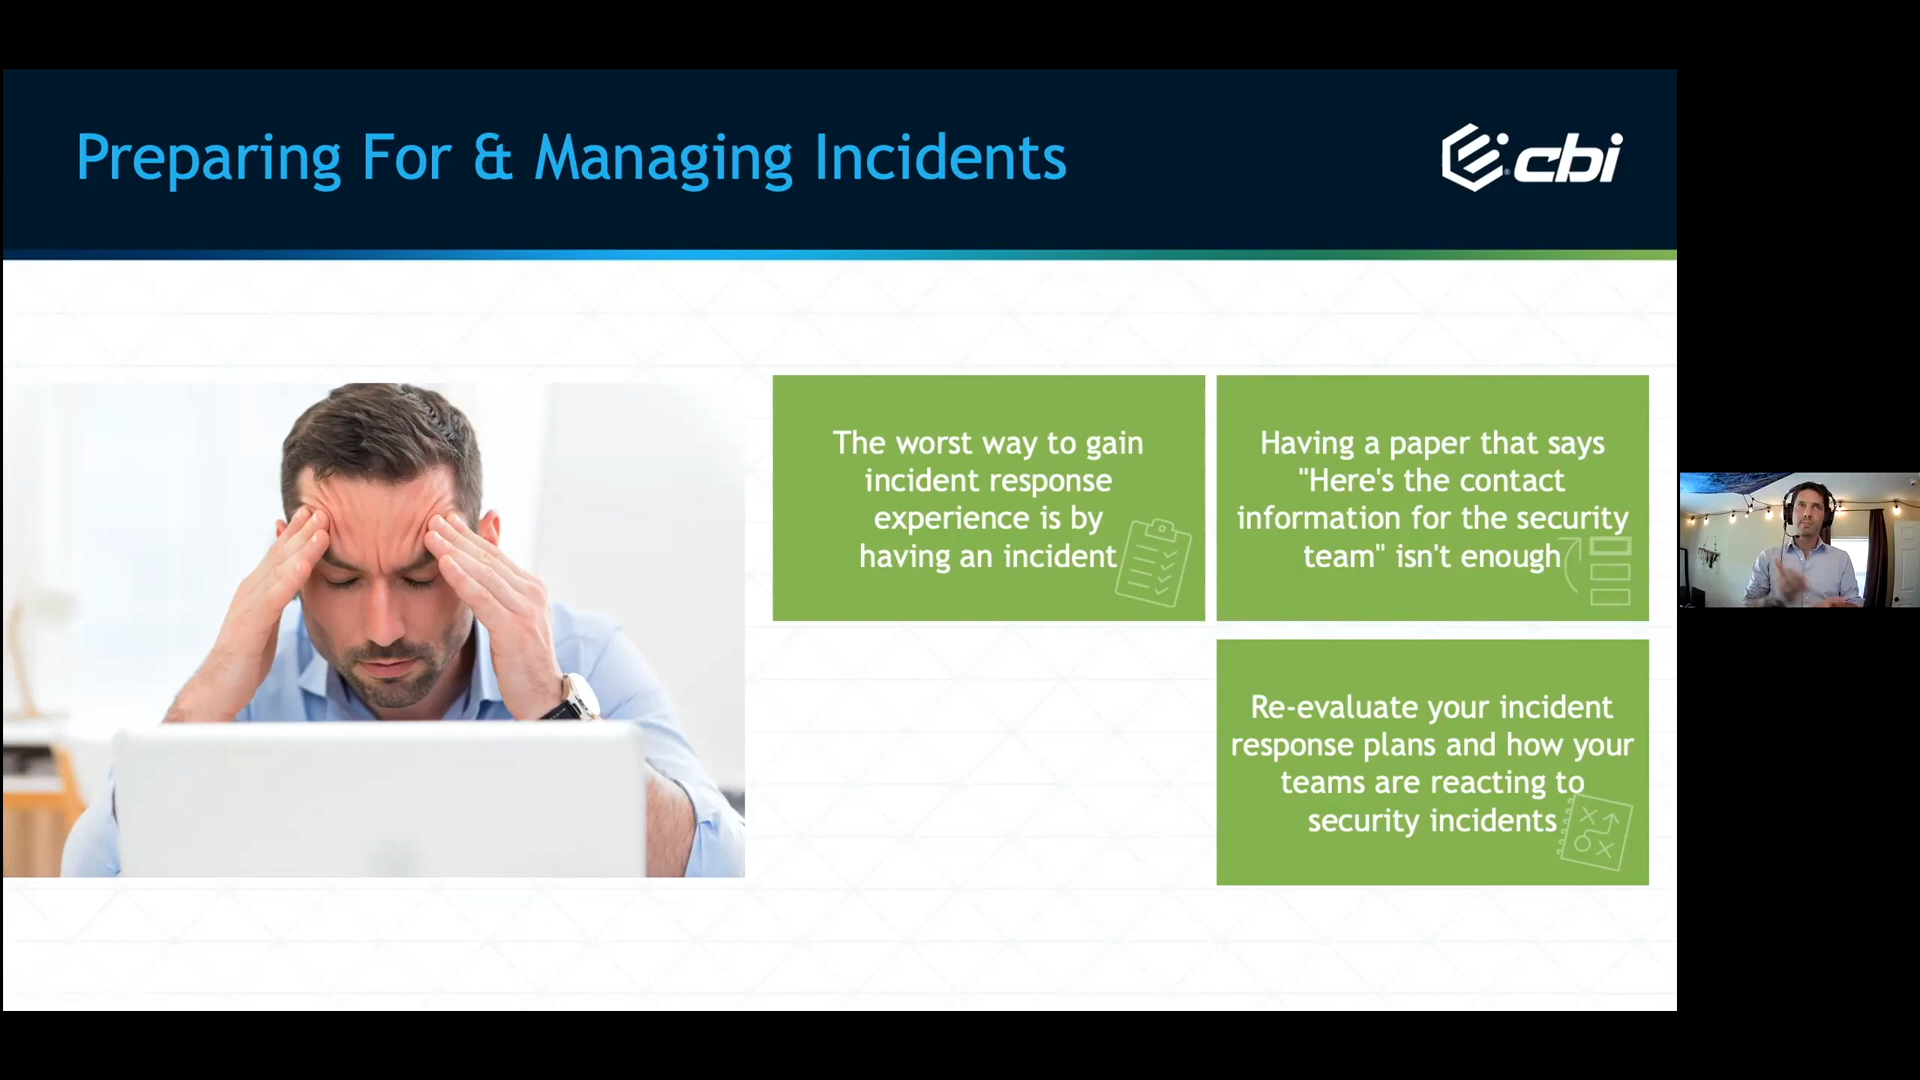 Preparing For & Managing Incidents
cbi
The worst way to gain
incident response
experience is by
having an incident
Having a paper that says
"Here's the contact
information for the security
team" isn't enough
Re-evaluate your incident
response plans and how your
teams are reacting to
security incidents